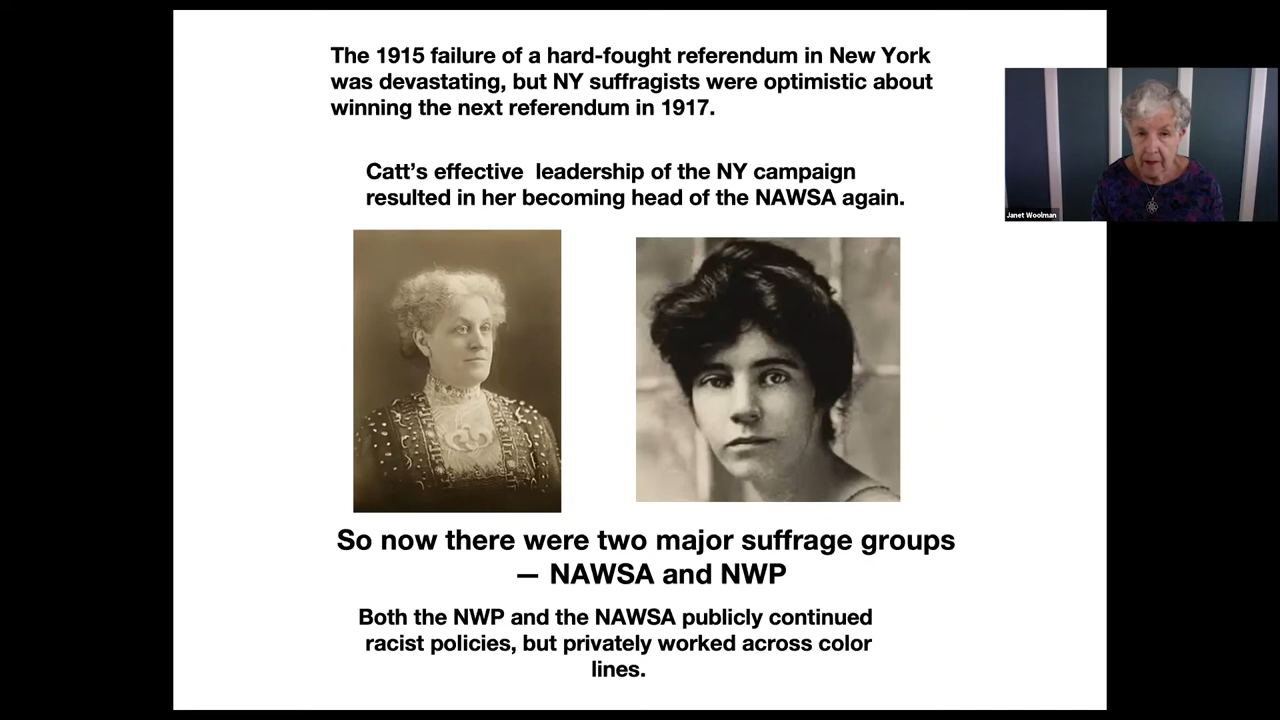 The 1915 failure of a hard-fought referendum in New York
was devastating, but NY suffragists were optimistic about
winning the next referendum in 1917.
Catt’s effective  leadership of the NY campaign
resulted in her becoming head of the NAWSA again.
Janet Woolman
So now there were two major suffrage groups
— NAWSA and NWP
Both the NWP and the NAWSA publicly continued
racist policies, but privately worked across color
lines.